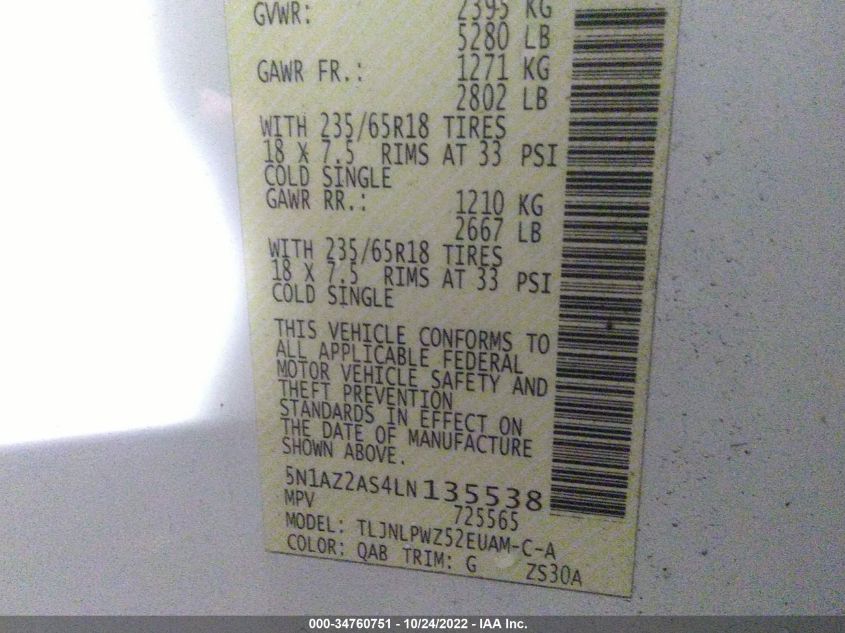 GVWR: 2395 KG
5280 LB
GAWR FR.: 1271 KG
2802 LB
WITH 235/65R18 TIRES
18 X 7.5 RIMS AT 33 PSI
COLD SINGLE
GAWR RR.: 1210 KG
2667 LB
WITH 235/65R18 TIRES
18 X 7.5 RIMS AT 33 PSI
COLD SINGLE
THIS VEHICLE CONFORMS TO
ALL APPLICABLE FEDERAL
MOTOR VEHICLE SAFETY AND
THEFT PREVENTION
STANDARDS IN EFFECT ON
THE DATE OF MANUFACTURE
SHOWN ABOVE.
5N1AZ2AS4LN135538
MPV 725565
MODEL: TLJNLPWZ52EUAM-C-A
COLOR: QAB TRIM: G ZS30A
000-34760751 - 10/24/2022 - IAA Inc.